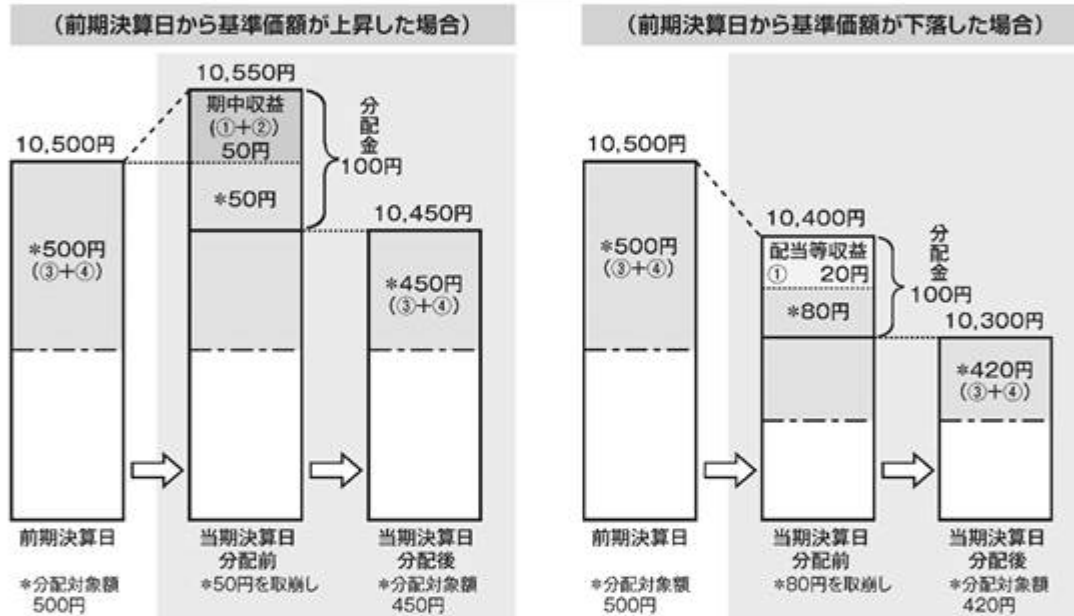 (前期決算日から基準価額が上昇した場合)
10,550円
期中収益
(①+②)
50円
*50円
分配金
100円
10,500円
*500円
(③+④)
10,450円
*450円
(③+④)
前期決算日
当期決算日
分配前
当期決算日
分配後
*分配対象額
500円
*50円を取崩し
*分配対象額
450円
(前期決算日から基準価額が下落した場合)
10,500円
*500円
(③+④)
10,400円
配当等収益
① 20円
*80円
分配金
100円
10,300円
*420円
(③+④)
前期決算日
当期決算日
分配前
当期決算日
分配後
*分配対象額
500円
*80円を取崩し
*分配対象額
420円